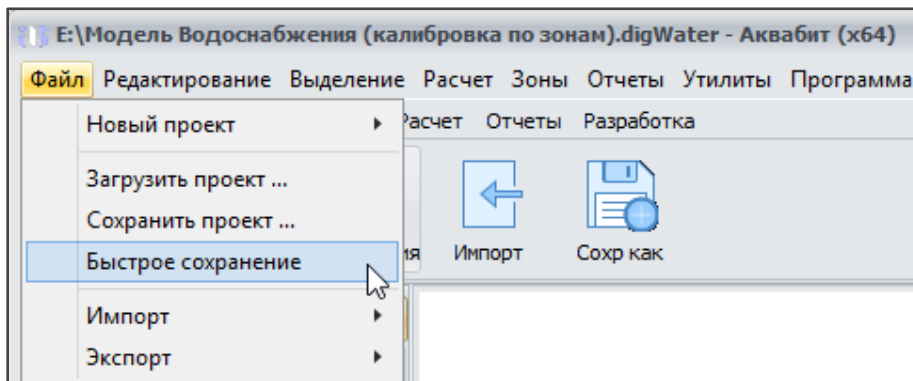 E:\Модель Водоснабжения (калибровка по зонам).digWater - Аквабит (x64)
Файл Редактирование Выделение Расчет Зоны Отчеты Утилиты Программа
Новый проект
Расчет Отчеты Разработка
Загрузить проект ...
Сохранить проект ...
Быстрое сохранение
Импорт Сохр как
Импорт
Экспорт